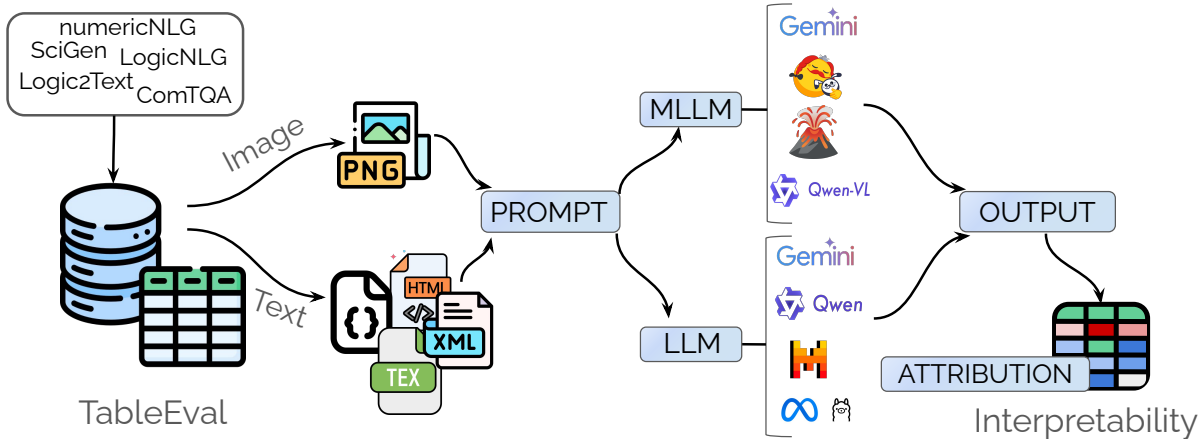 numericNLG
SciGen
LogicNLG
Logic2Text
ComTQA
Image
PNG
Text
HTML
</>
{}
XML
TEX
TableEval
PROMPT
MLLM
LLM
Gemini
Qwen-VL
Gemini
Qwen
OUTPUT
ATTRIBUTION
Interpretability